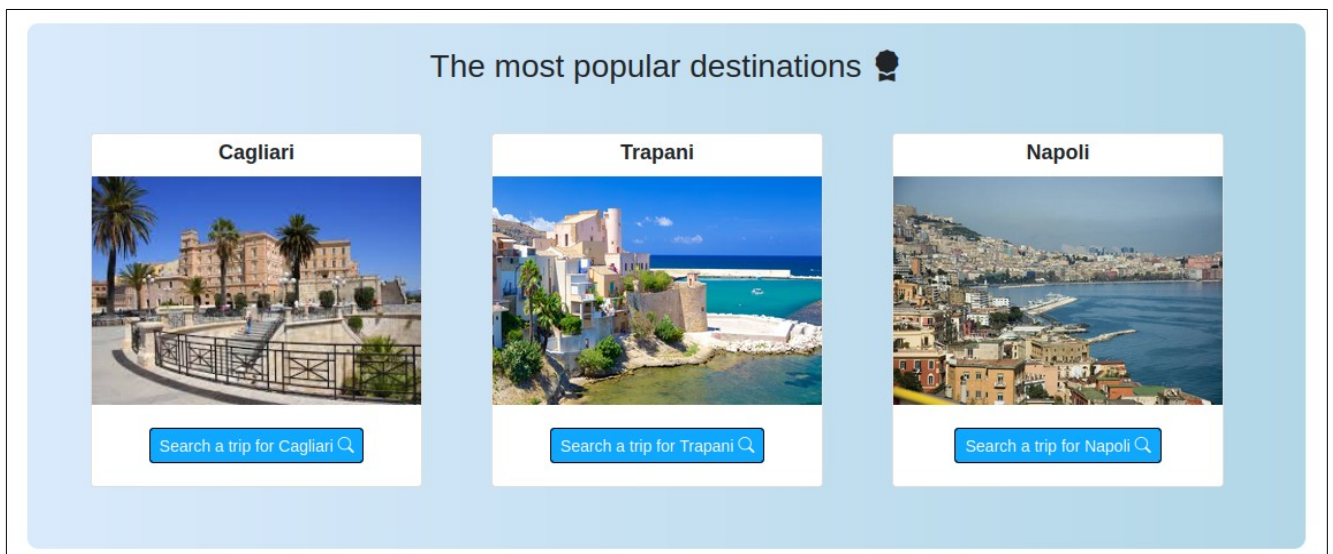 The most popular destinations
Cagliari
Trapani
Napoli
Search a trip for Cagliari
Search a trip for Trapani
Search a trip for Napoli